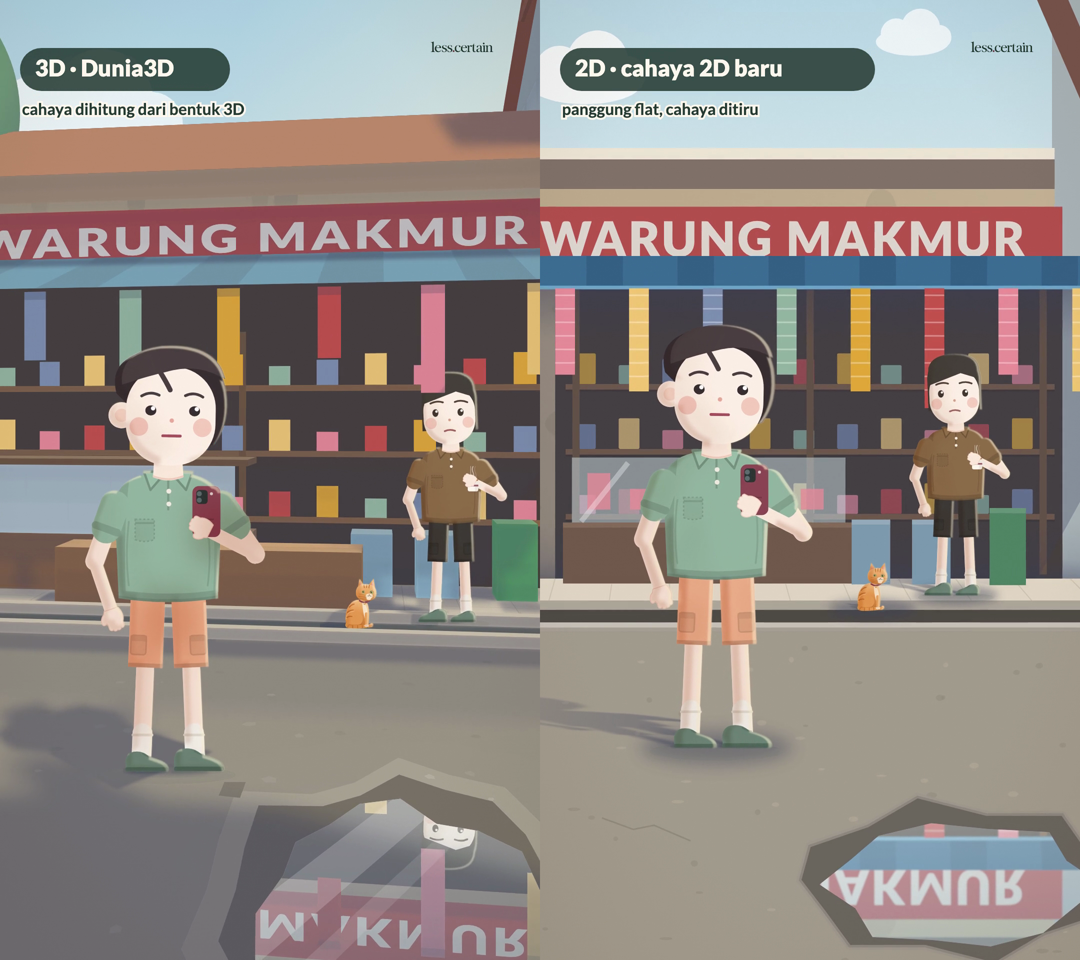 less.certain
3D · Dunia3D
cahaya dihitung dari bentuk 3D
WARUNG MAKMUR
less.certain
2D · cahaya 2D baru
panggung flat, cahaya ditiru
WARUNG MAKMUR
AKMUR